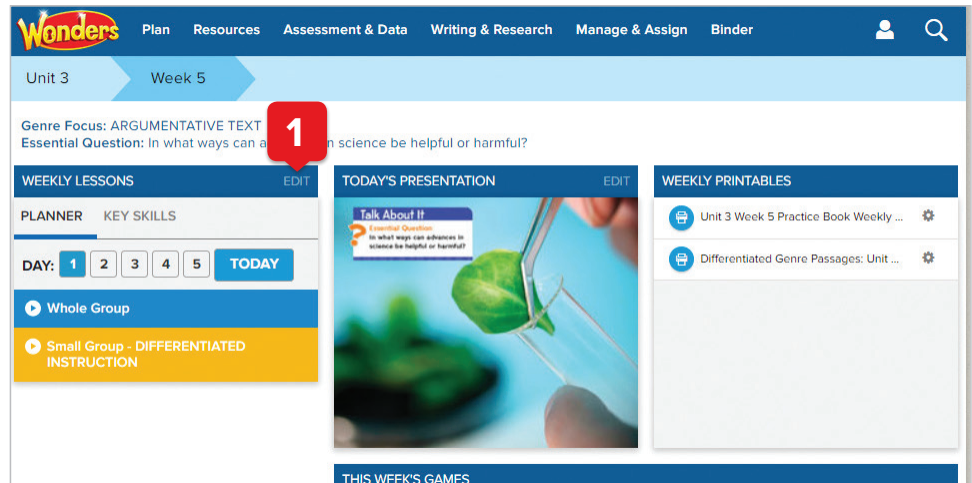 Wonders Plan Resources Assessment & Data Writing & Research Manage & Assign Binder
Unit 3 Week 5
Genre Focus: ARGUMENTATIVE TEXT
1
Essential Question: In what ways can a n science be helpful or harmful?
WEEKLY LESSONS EDIT
PLANNER KEY SKILLS
DAY: 1 2 3 4 5 TODAY
Whole Group
Small Group - DIFFERENTIATED
INSTRUCTION
TODAY'S PRESENTATION EDIT
Talk About It
Essential Question
In what ways can advances in
science be helpful or harmful?
WEEKLY PRINTABLES
Unit 3 Week 5 Practice Book Weekly ...
Differentiated Genre Passages: Unit ...
THIS WEEK'S GAMES